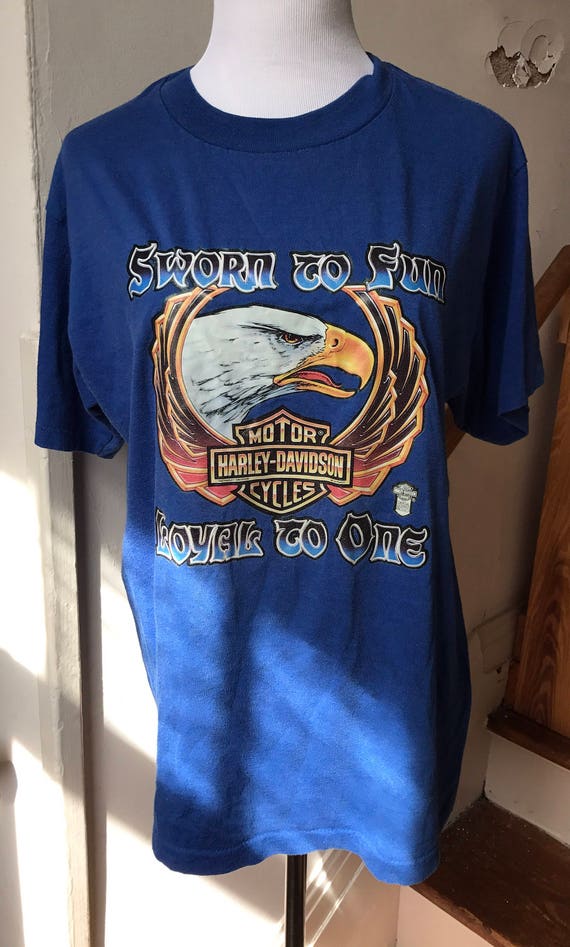 Sworn to Fun
MOTOR
HARLEY-DAVIDSON
CYCLES
Loyal to One